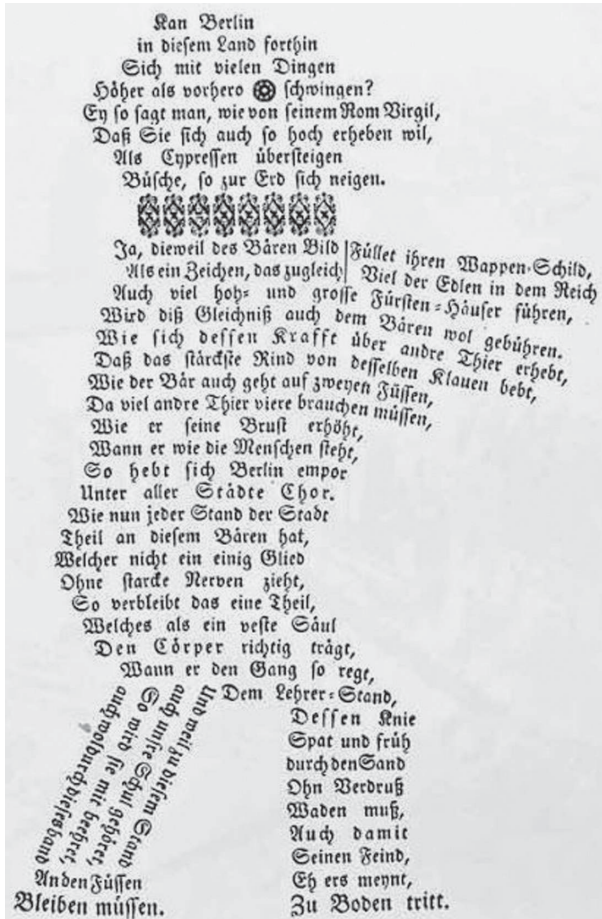 Kan Berlin
in diesem Land forthin
Sich mit vielen Dingen
Höher als vorhero schwingen?
Ey so sagt man, wie von seinem Rom Virgil,
Daß Sie sich auch so hoch erheben wil,
Als Cypressen übersteigen
Büsche, so zur Erd sich neigen.
Ja, dieweil des Bären Bild Füllet ihren Wappen-Schild,
Als ein Zeichen, das zugleich Viel der Edlen in dem Reich
Auch viel hoh- und grosse Fürsten-Häuser führen,
Wird diß Gleichniß auch dem Bären wol gebühren.
Wie sich dessen Krafft über andre Thier erhebt,
Daß das stärckste Rind von desselben Klauen bebt,
Wie der Bär auch geht auf zweyen Füssen,
Da viel andre Thier viere brauchen müssen,
Wie er seine Brust erhöht,
Wann er wie die Menschen steht,
So hebt sich Berlin empor
Unter aller Städte Chor.
Wie nun jeder Stand der Stadt
Theil an diesem Bären hat,
Welcher nicht ein einig Glied
Ohne starcke Nerven zieht,
So verbleibt das eine Theil,
Welches als ein veste Säul
Den Cörper richtig trägt,
Wann er den Gang so regt,
Dem Lehrer-Stand,
Dessen Knie
Spat und früh
durch den Sand
Ohn Verdruß
Waden muß,
Auch damit
Seinen Feind,
Eh ers meynt,
Zu Boden tritt.
Und weil zu diesem Stand
auch unsre Schul gehöret,
So wird sie mit beehret,
auch wol durch dieses band
An den Füssen
Bleiben müssen.